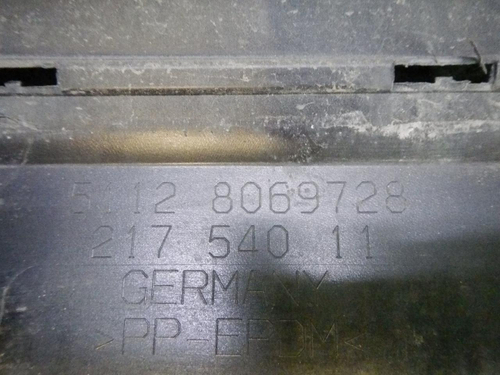 5112 8069728
217 540 11
GERMANY
>PP-EPDM<